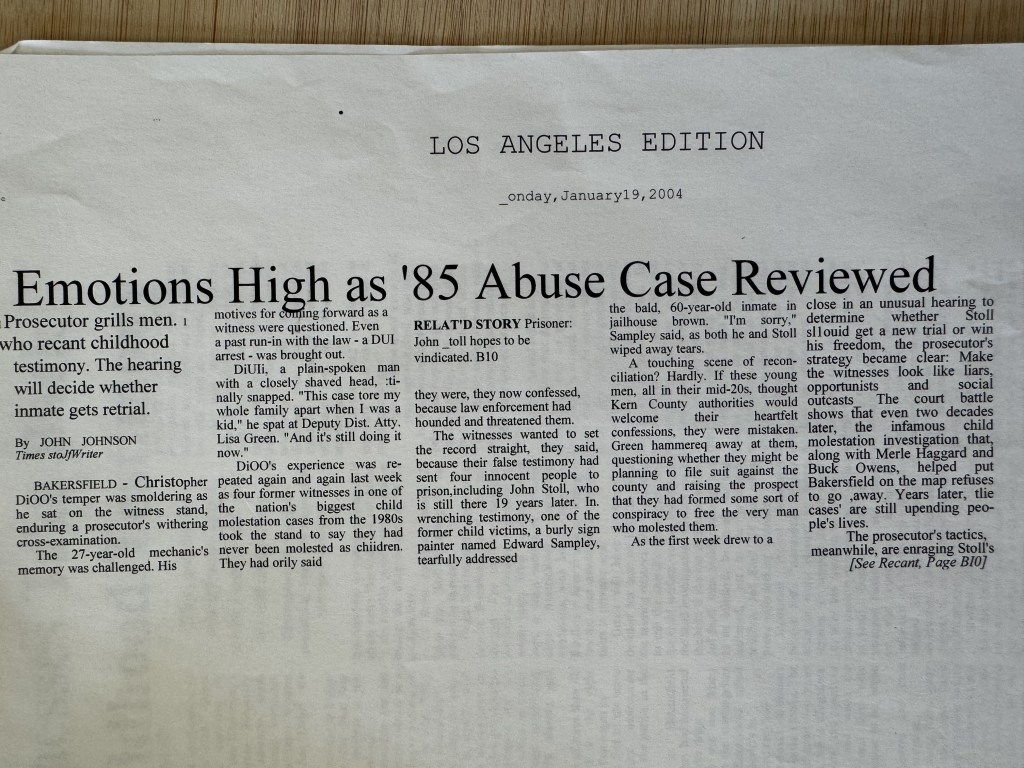 LOS ANGELES EDITION
_onday,January19,2004
Emotions High as '85 Abuse Case Reviewed
Prosecutor grills men.
who recant childhood
testimony. The hearing
will decide whether
inmate gets retrial.
By JOHN JOHNSON
Times stoJfWriter
BAKERSFIELD - Christopher
DiOO's temper was smoldering as
he sat on the witness stand,
enduring a prosecutor's withering
cross-examination.
The 27-year-old mechanic's
memory was challenged. His
motives for coming forward as a
witness were questioned. Even
a past run-in with the law - a DUI
arrest - was brought out.
DiUIi, a plain-spoken man
with a closely shaved head, :ti-
nally snapped. "This case tore my
whole family apart when I was a
kid," he spat at Deputy Dist. Atty.
Lisa Green. "And it's still doing it
now."
DiOO's experience was re-
peated again and again last week
as four former witnesses in one of
the nation's biggest child
molestation cases from the 1980s
took the stand to say they had
never been molested as chiidren.
They had orily said
RELAT'D STORY Prisoner:
John _toll hopes to be
vindicated. B10
they were, they now confessed,
because law enforcement had
hounded and threatened them.
The witnesses wanted to set
the record straight, they said,
because their false testimony had
sent four innocent people to
prison,including John Stoll, who
is still there 19 years later. In.
wrenching testimony, one of the
former child victims, a burly sign
painter named Edward Sampley,
tearfully addressed
the bald, 60-year-old inmate in
jailhouse brown. "I'm sorry,"
Sampley said, as both he and Stoll
wiped away tears.
A touching scene of recon-
ciliation? Hardly. If these young
men, all in their mid-20s, thought
Kern County authorities would
welcome their heartfelt
confessions, they were mistaken.
Green hammereq away at them,
questioning whether they might be
planning to file suit against the
county and raising the prospect
that they had formed some sort of
conspiracy to free the very man
who molested them.
As the first week drew to a
close in an unusual hearing to
determine whether Stoll
sl1ouid get a new trial or win
his freedom, the prosecutor's
strategy became clear: Make
the witnesses look like liars,
opportunists and social
outcasts The court battle
shows that even two decades
later, the infamous child
molestation investigation that,
along with Merle Haggard and
Buck Owens, helped put
Bakersfield on the map refuses
to go ,away. Years later, tlie
cases' are still upending peo-
ple's lives.
The prosecutor's tactics,
meanwhile, are enraging Stoll's
[See Recant, Page BI0]